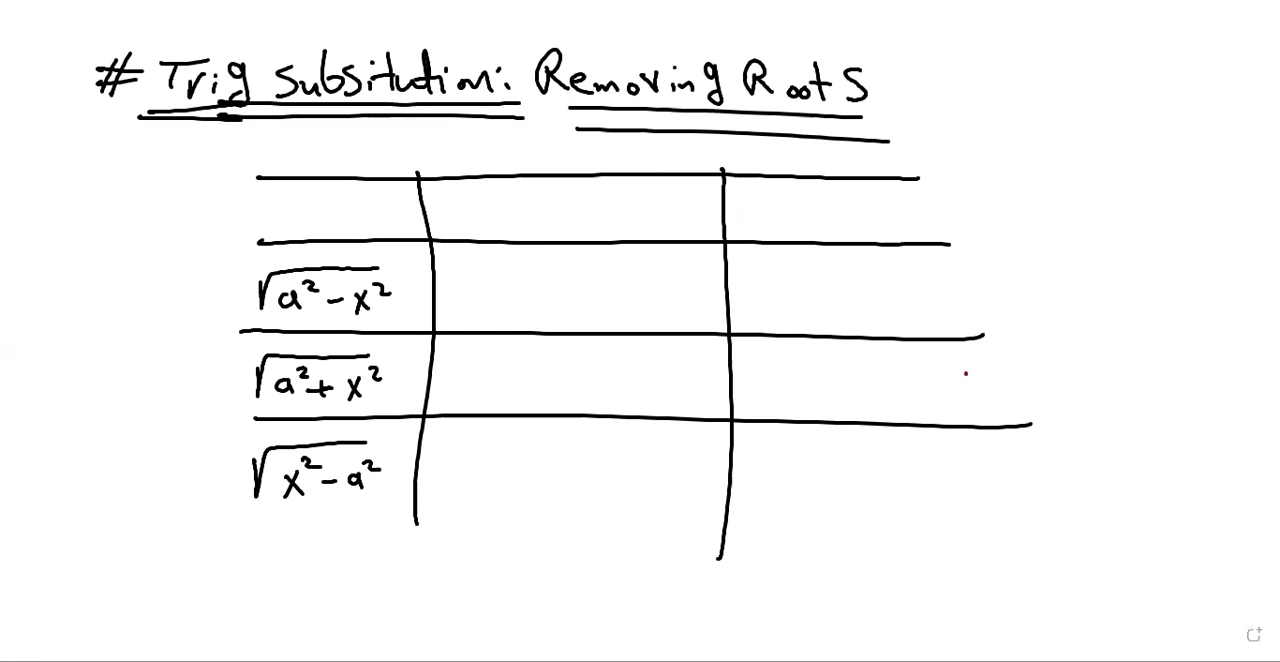 # Trig Subsitution: Removing Roots
√a² - x²
√a² + x²
√x² - a²